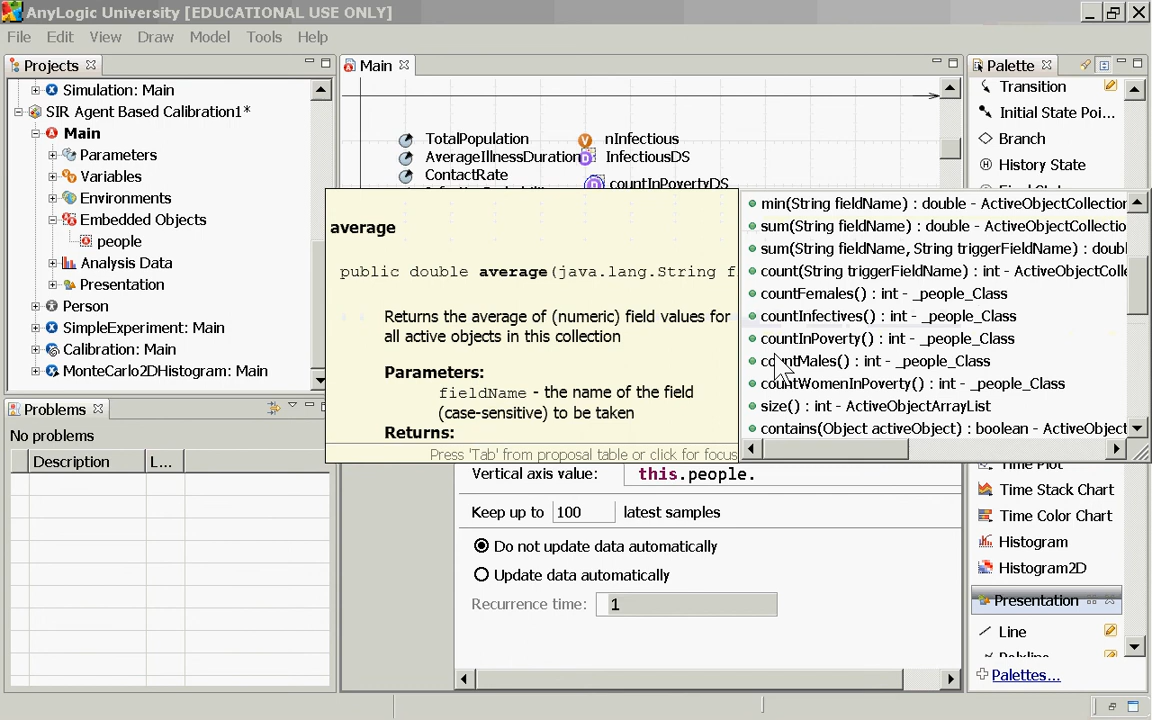 AnyLogic University [EDUCATIONAL USE ONLY]
File Edit View Draw Model Tools Help
Projects
Simulation: Main
SIR Agent Based Calibration1*
Main
Parameters
Variables
Environments
Embedded Objects
people
Analysis Data
Presentation
Person
SimpleExperiment: Main
Calibration: Main
MonteCarlo2DHistogram: Main
Problems
No problems
Description L...
Main
TotalPopulation
AverageIllnessDuration
ContactRate
nInfectious
InfectiousDS
countInPovertyDS
average
public double average(java.lang.String f
Returns the average of (numeric) field values for
all active objects in this collection
Parameters:
fieldName - the name of the field
(case-sensitive) to be taken
Returns:
Press 'Tab' from proposal table or click for focus
min(String fieldName) : double - ActiveObjectCollection
sum(String fieldName) : double - ActiveObjectCollectio
sum(String fieldName, String triggerFieldName) : doubl
count(String triggerFieldName) : int - ActiveObjectColle
countFemales() : int - _people_Class
countInfectives() : int - _people_Class
countInPoverty() : int - _people_Class
countMales() : int - _people_Class
countWomenInPoverty() : int - _people_Class
size() : int - ActiveObjectArrayList
contains(Object activeObject) : boolean - ActiveObject
Vertical axis value: this.people.
Keep up to 100 latest samples
Do not update data automatically
Update data automatically
Recurrence time: 1
Palette
Transition
Initial State Poi...
Branch
History State
Time Plot
Time Stack Chart
Time Color Chart
Histogram
Histogram2D
Presentation
Line
Palettes...